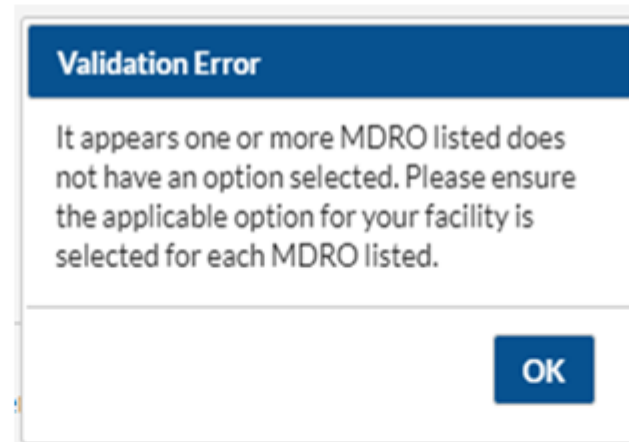 Validation Error
It appears one or more MDRO listed does
not have an option selected. Please ensure
the applicable option for your facility is
selected for each MDRO listed.
OK